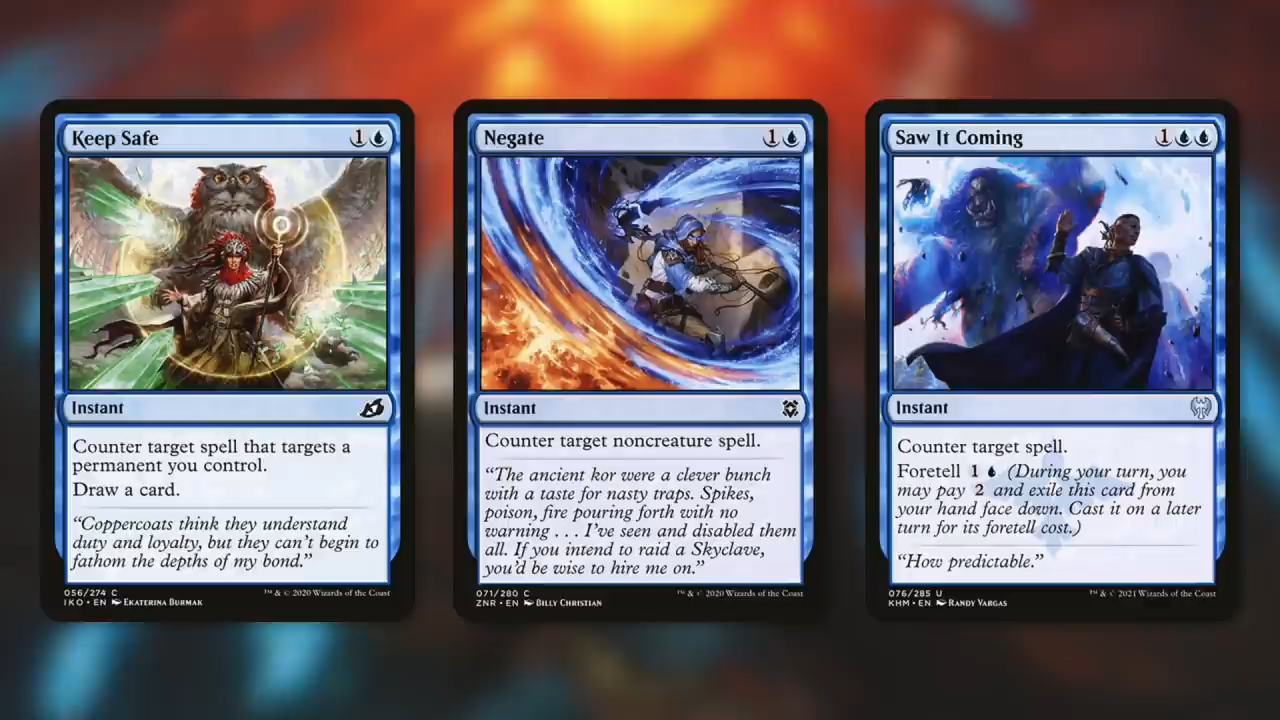 Keep Safe 1
Instant
Counter target spell that targets a
permanent you control.
Draw a card.
“Coppercoats think they understand
duty and loyalty, but they can’t begin to
fathom the depths of my bond.”
056/274 C
IKO • EN Ekaterina Burmak
™ & © 2020 Wizards of the Coast
Negate 1
Instant
Counter target noncreature spell.
“The ancient kor were a clever bunch
with a taste for nasty traps. Spikes,
poison, fire pouring forth with no
warning . . . I’ve seen and disabled them
all. If you intend to raid a Skyclave,
you’d be wise to hire me on.”
071/280 C
ZNR • EN Billy Christian
™ & © 2020 Wizards of the Coast
Saw It Coming 1
Instant
Counter target spell.
Foretell 1 (During your turn, you
may pay 2 and exile this card from
your hand face down. Cast it on a later
turn for its foretell cost.)
“How predictable.”
076/285 U
KHM • EN Randy Vargas
™ & © 2021 Wizards of the Coast